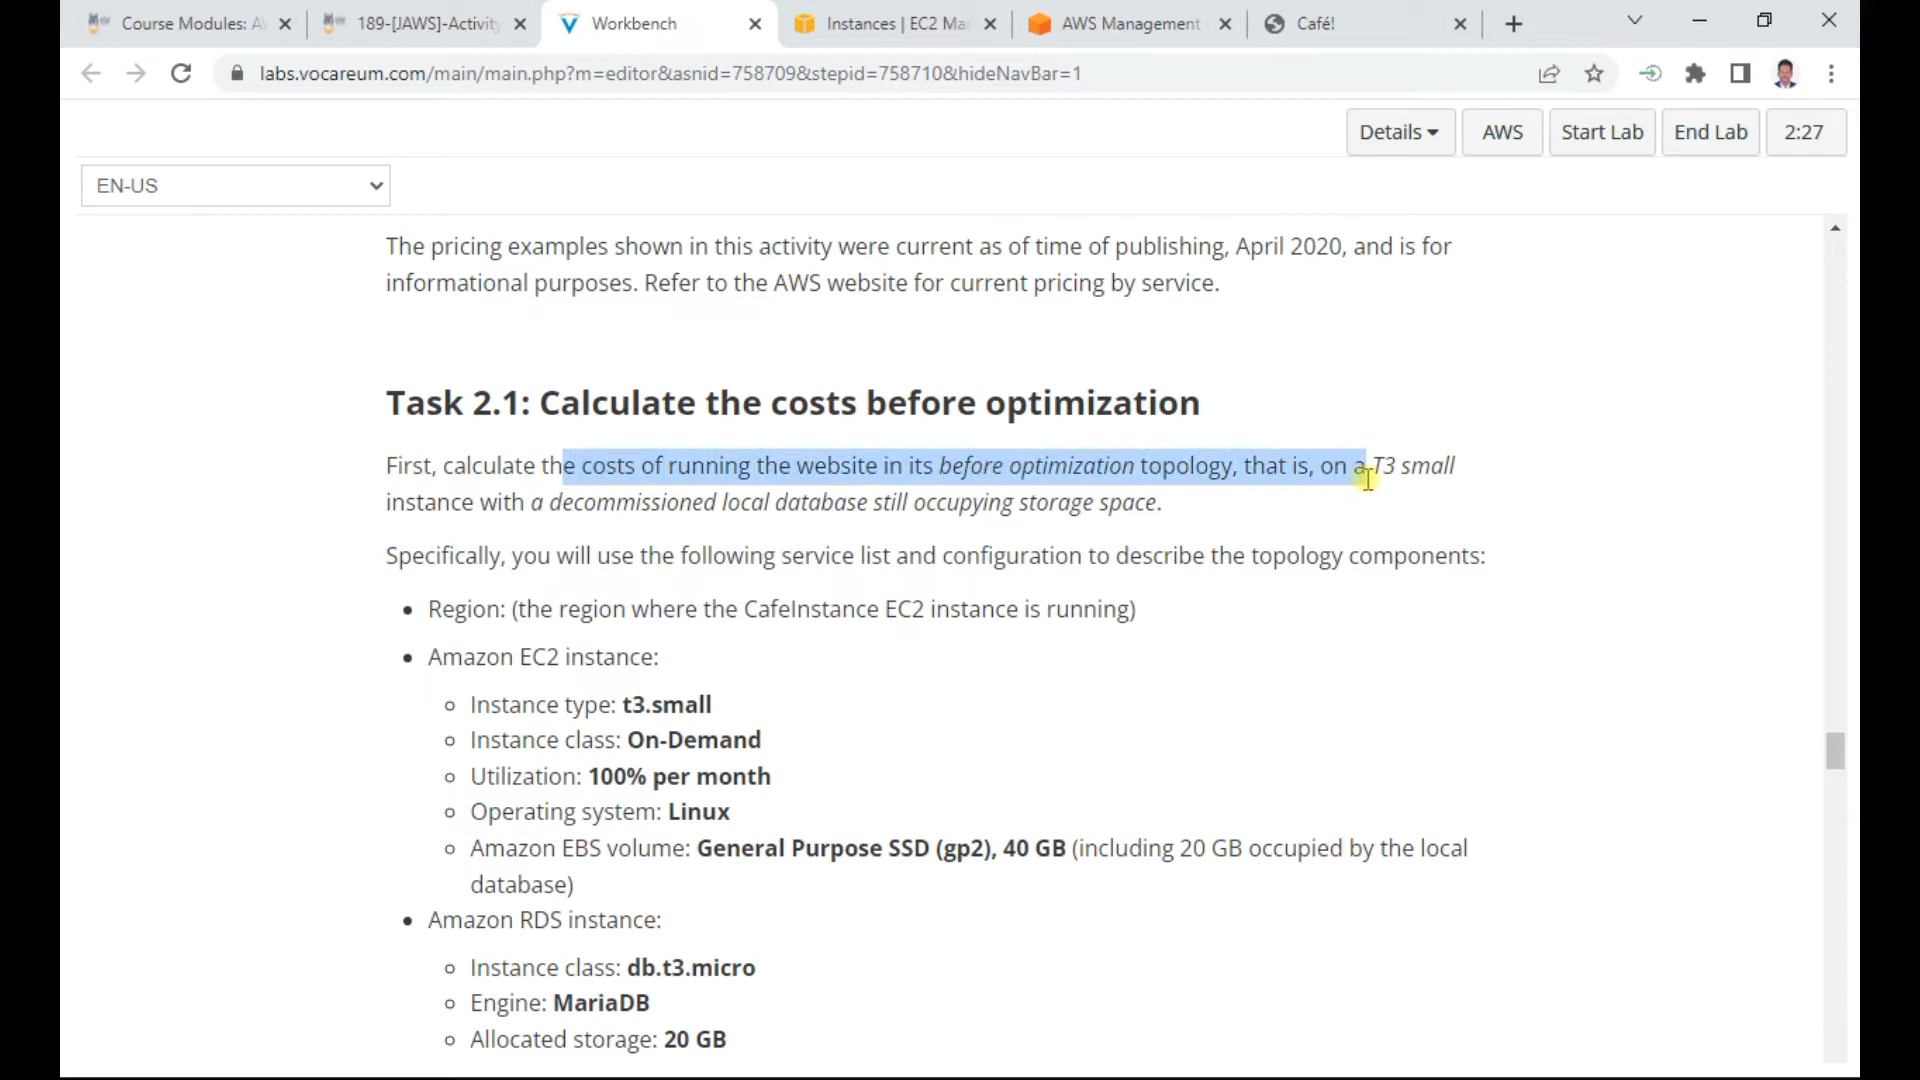 Course Modules: A
189-[JAWS]-Activity
Workbench
Instances | EC2 Mar
AWS Management
Café!
labs.vocareum.com/main/main.php?m=editor&asnid=758709&stepid=758710&hideNavBar=1
Details
AWS
Start Lab
End Lab
2:27
EN-US
The pricing examples shown in this activity were current as of time of publishing, April 2020, and is for
informational purposes. Refer to the AWS website for current pricing by service.
Task 2.1: Calculate the costs before optimization
First, calculate the costs of running the website in its before optimization topology, that is, on a T3 small
instance with a decommissioned local database still occupying storage space.
Specifically, you will use the following service list and configuration to describe the topology components:
Region: (the region where the CafeInstance EC2 instance is running)
Amazon EC2 instance:
Instance type: t3.small
Instance class: On-Demand
Utilization: 100% per month
Operating system: Linux
Amazon EBS volume: General Purpose SSD (gp2), 40 GB (including 20 GB occupied by the local
database)
Amazon RDS instance:
Instance class: db.t3.micro
Engine: MariaDB
Allocated storage: 20 GB